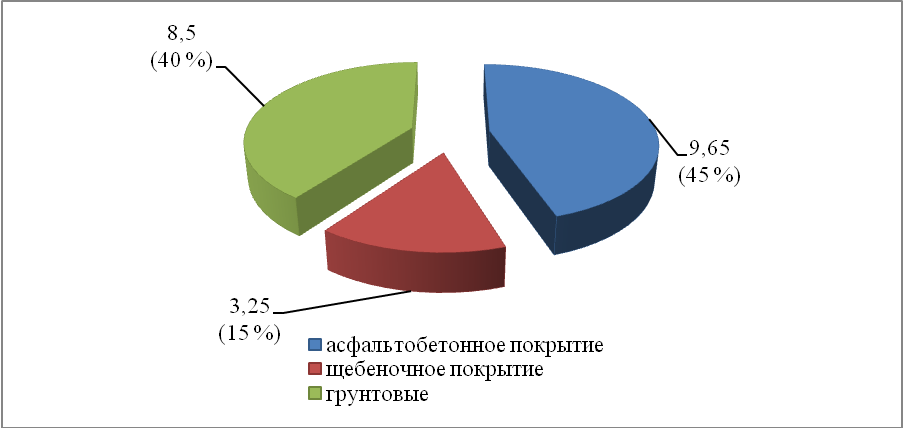 8,5
(40 %)
9,65
(45 %)
3,25
(15 %)
асфальтобетонное покрытие
щебеночное покрытие
грунтовые